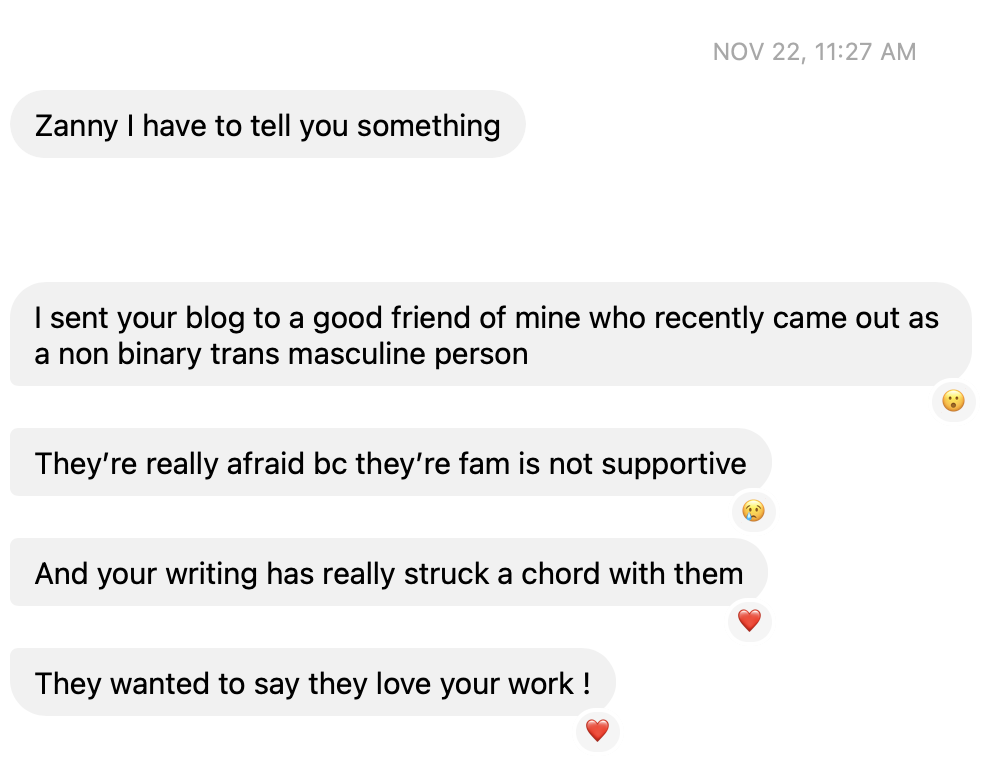 NOV 22, 11:27 AM
Zanny I have to tell you something
I sent your blog to a good friend of mine who recently came out as
a non binary trans masculine person
They’re really afraid bc they’re fam is not supportive
And your writing has really struck a chord with them
They wanted to say they love your work !